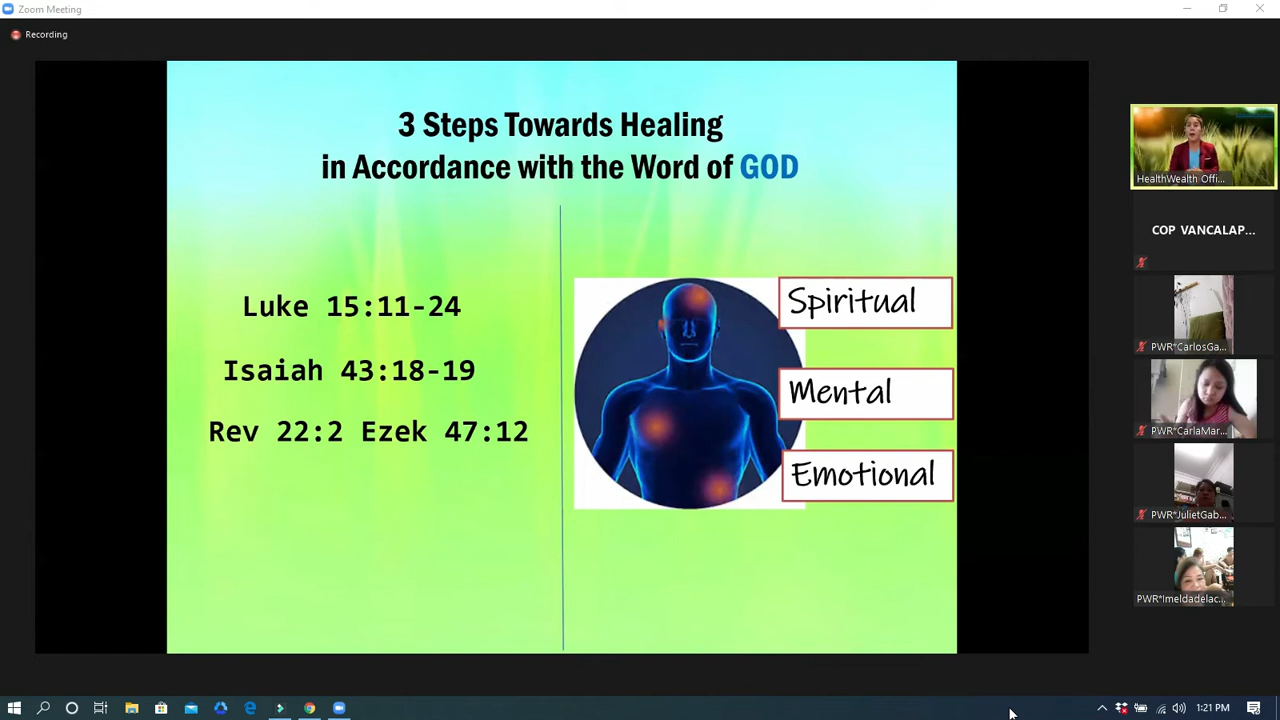 Zoom Meeting
Recording
3 Steps Towards Healing
in Accordance with the Word of GOD
Luke 15:11-24
Isaiah 43:18-19
Rev 22:2 Ezek 47:12
Spiritual
Mental
Emotional
HealthWealth Offi...
COP VANCALAP...
PWR*CarlosGa...
PWR*CarlaMar...
PWR*JulietGab...
PWR*Imeldadelac...
1:21 PM